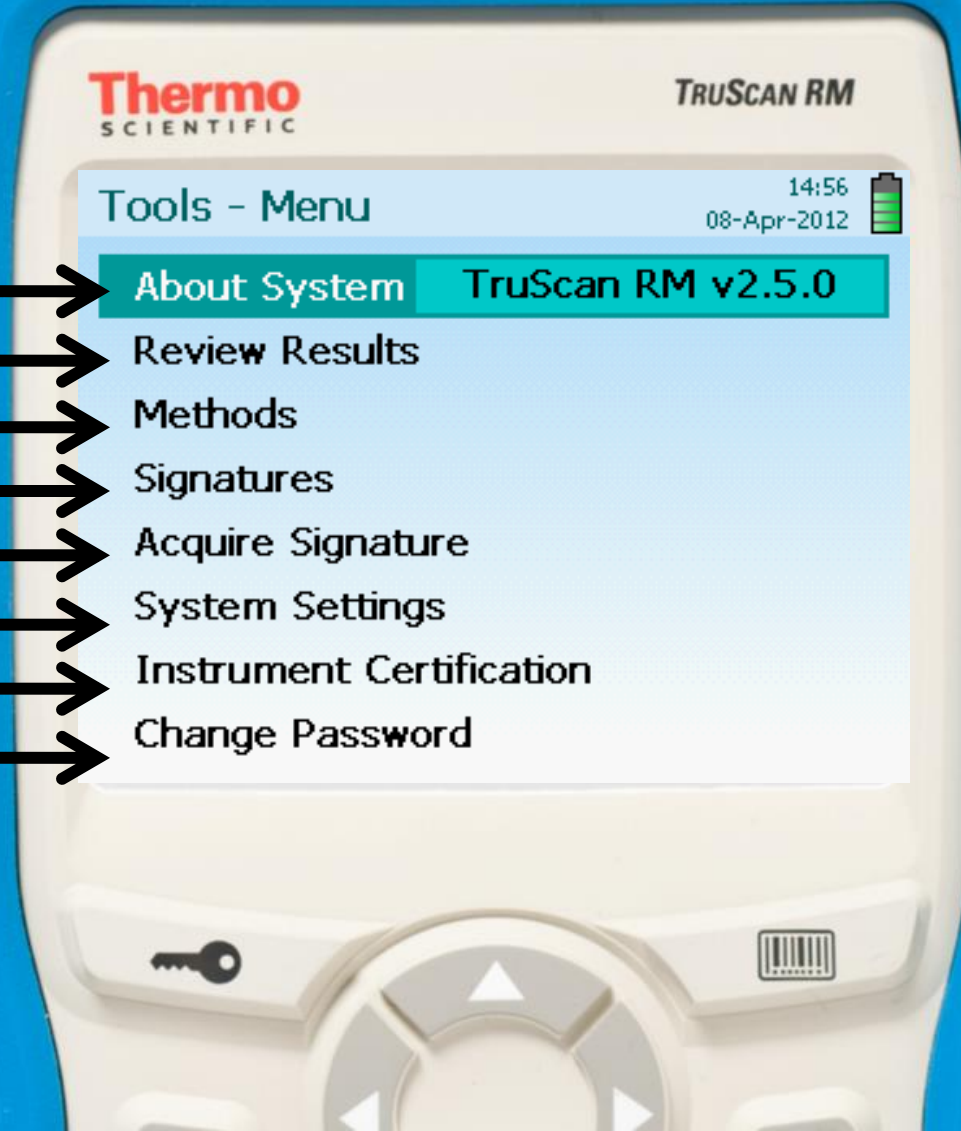 Thermo
SCIENTIFIC
TRUSCAN RM
Tools - Menu
14:56
08-Apr-2012
About System TruScan RM v2.5.0
Review Results
Methods
Signatures
Acquire Signature
System Settings
Instrument Certification
Change Password